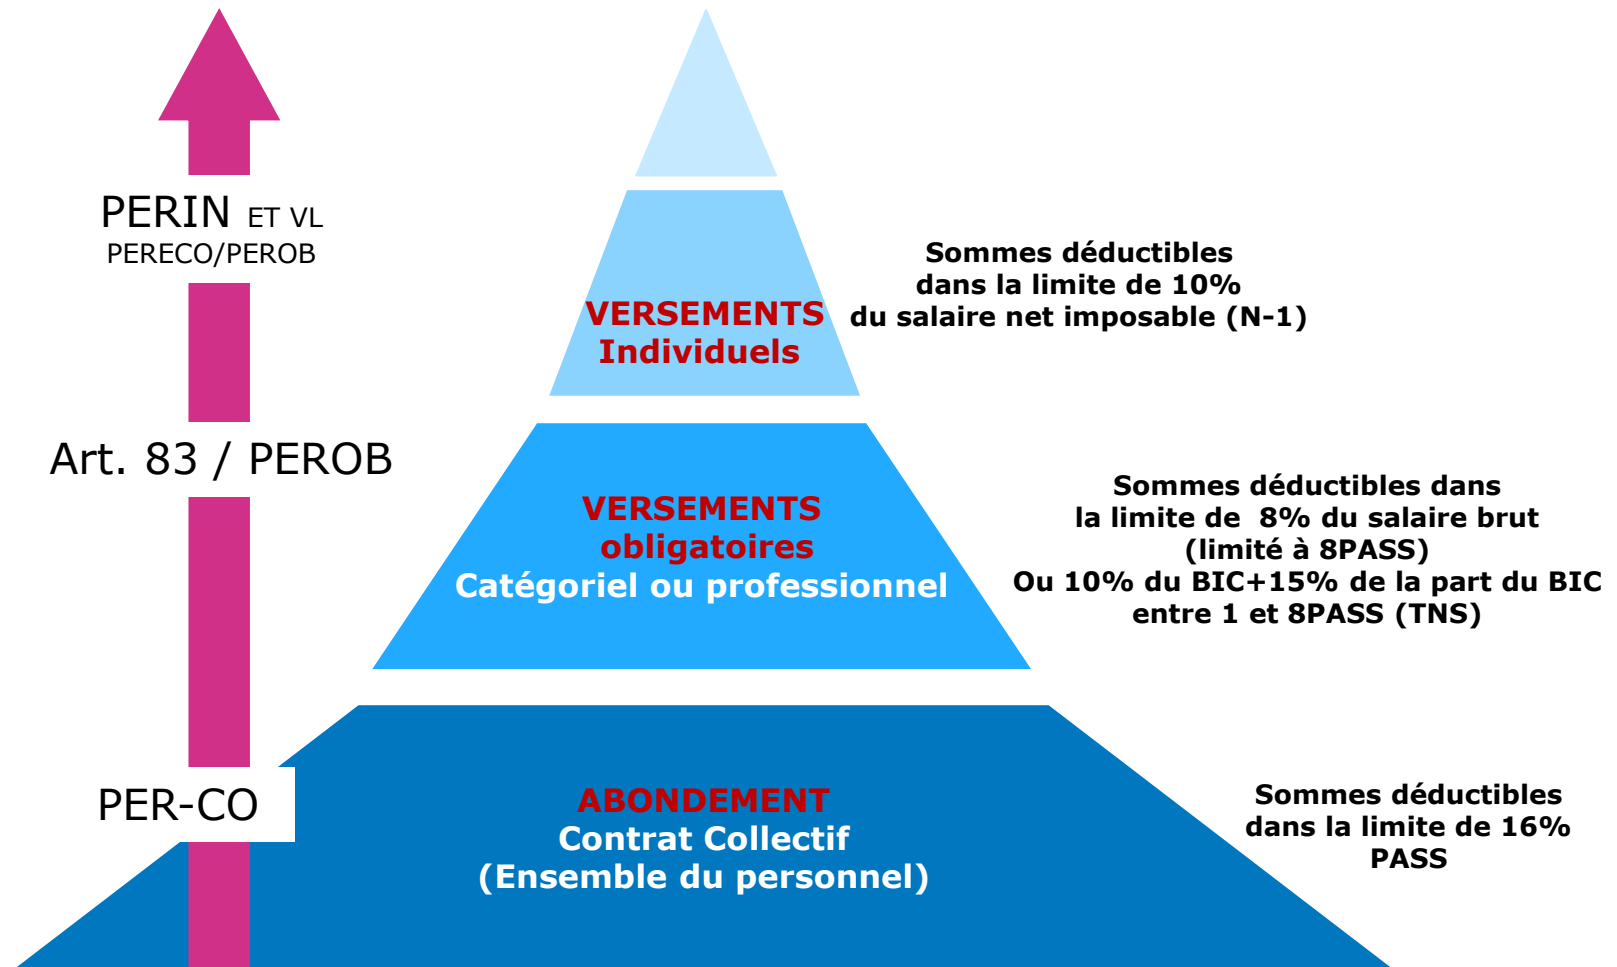 PERIN ET VL
PERECO/PEROB
VERSEMENTS
Individuels
Sommes déductibles
dans la limite de 10%
du salaire net imposable (N-1)
Art. 83 / PEROB
VERSEMENTS
obligatoires
Catégoriel ou professionnel
Sommes déductibles dans
la limite de 8% du salaire brut
(limité à 8PASS)
Ou 10% du BIC+15% de la part du BIC
entre 1 et 8PASS (TNS)
PER-CO
ABONDEMENT
Contrat Collectif
(Ensemble du personnel)
Sommes déductibles
dans la limite de 16%
PASS